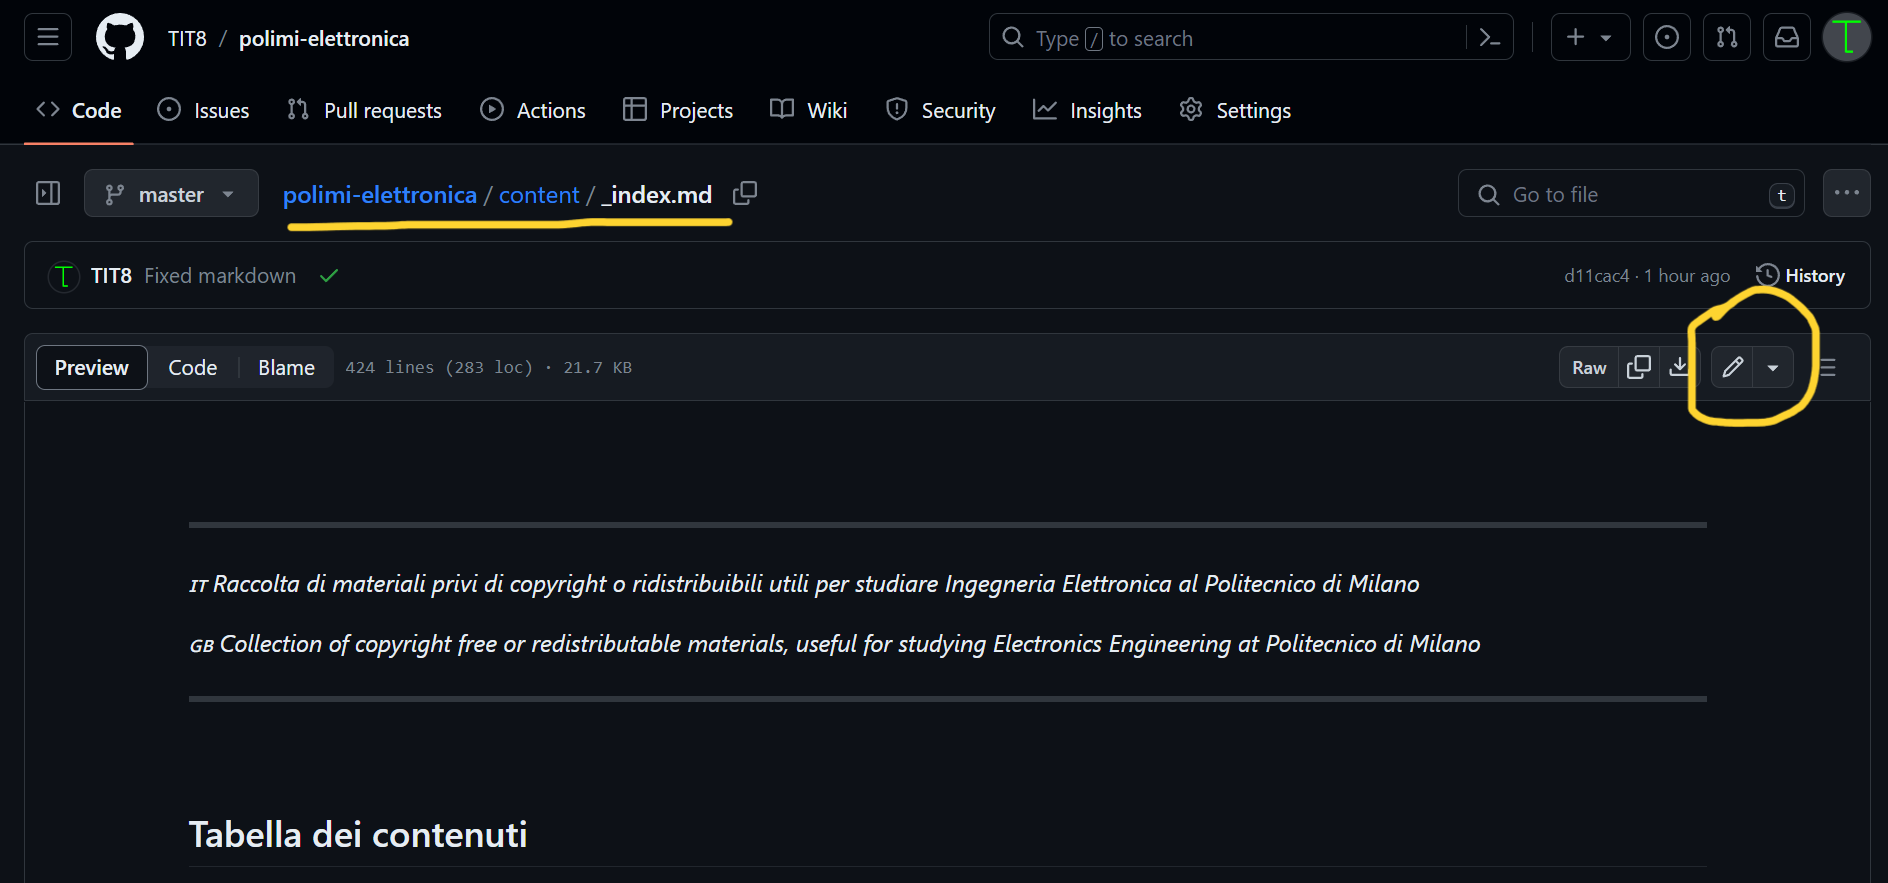 TIT8 / polimi-elettronica
Type / to search
Code Issues Pull requests Actions Projects Wiki Security Insights Settings
master polimi-elettronica / content / _index.md Go to file t
TIT8 Fixed markdown d11cac4 · 1 hour ago History
Preview Code Blame 424 lines (283 loc) · 21.7 KB Raw
IT Raccolta di materiali privi di copyright o ridistribuibili utili per studiare Ingegneria Elettronica al Politecnico di Milano
GB Collection of copyright free or redistributable materials, useful for studying Electronics Engineering at Politecnico di Milano
Tabella dei contenuti